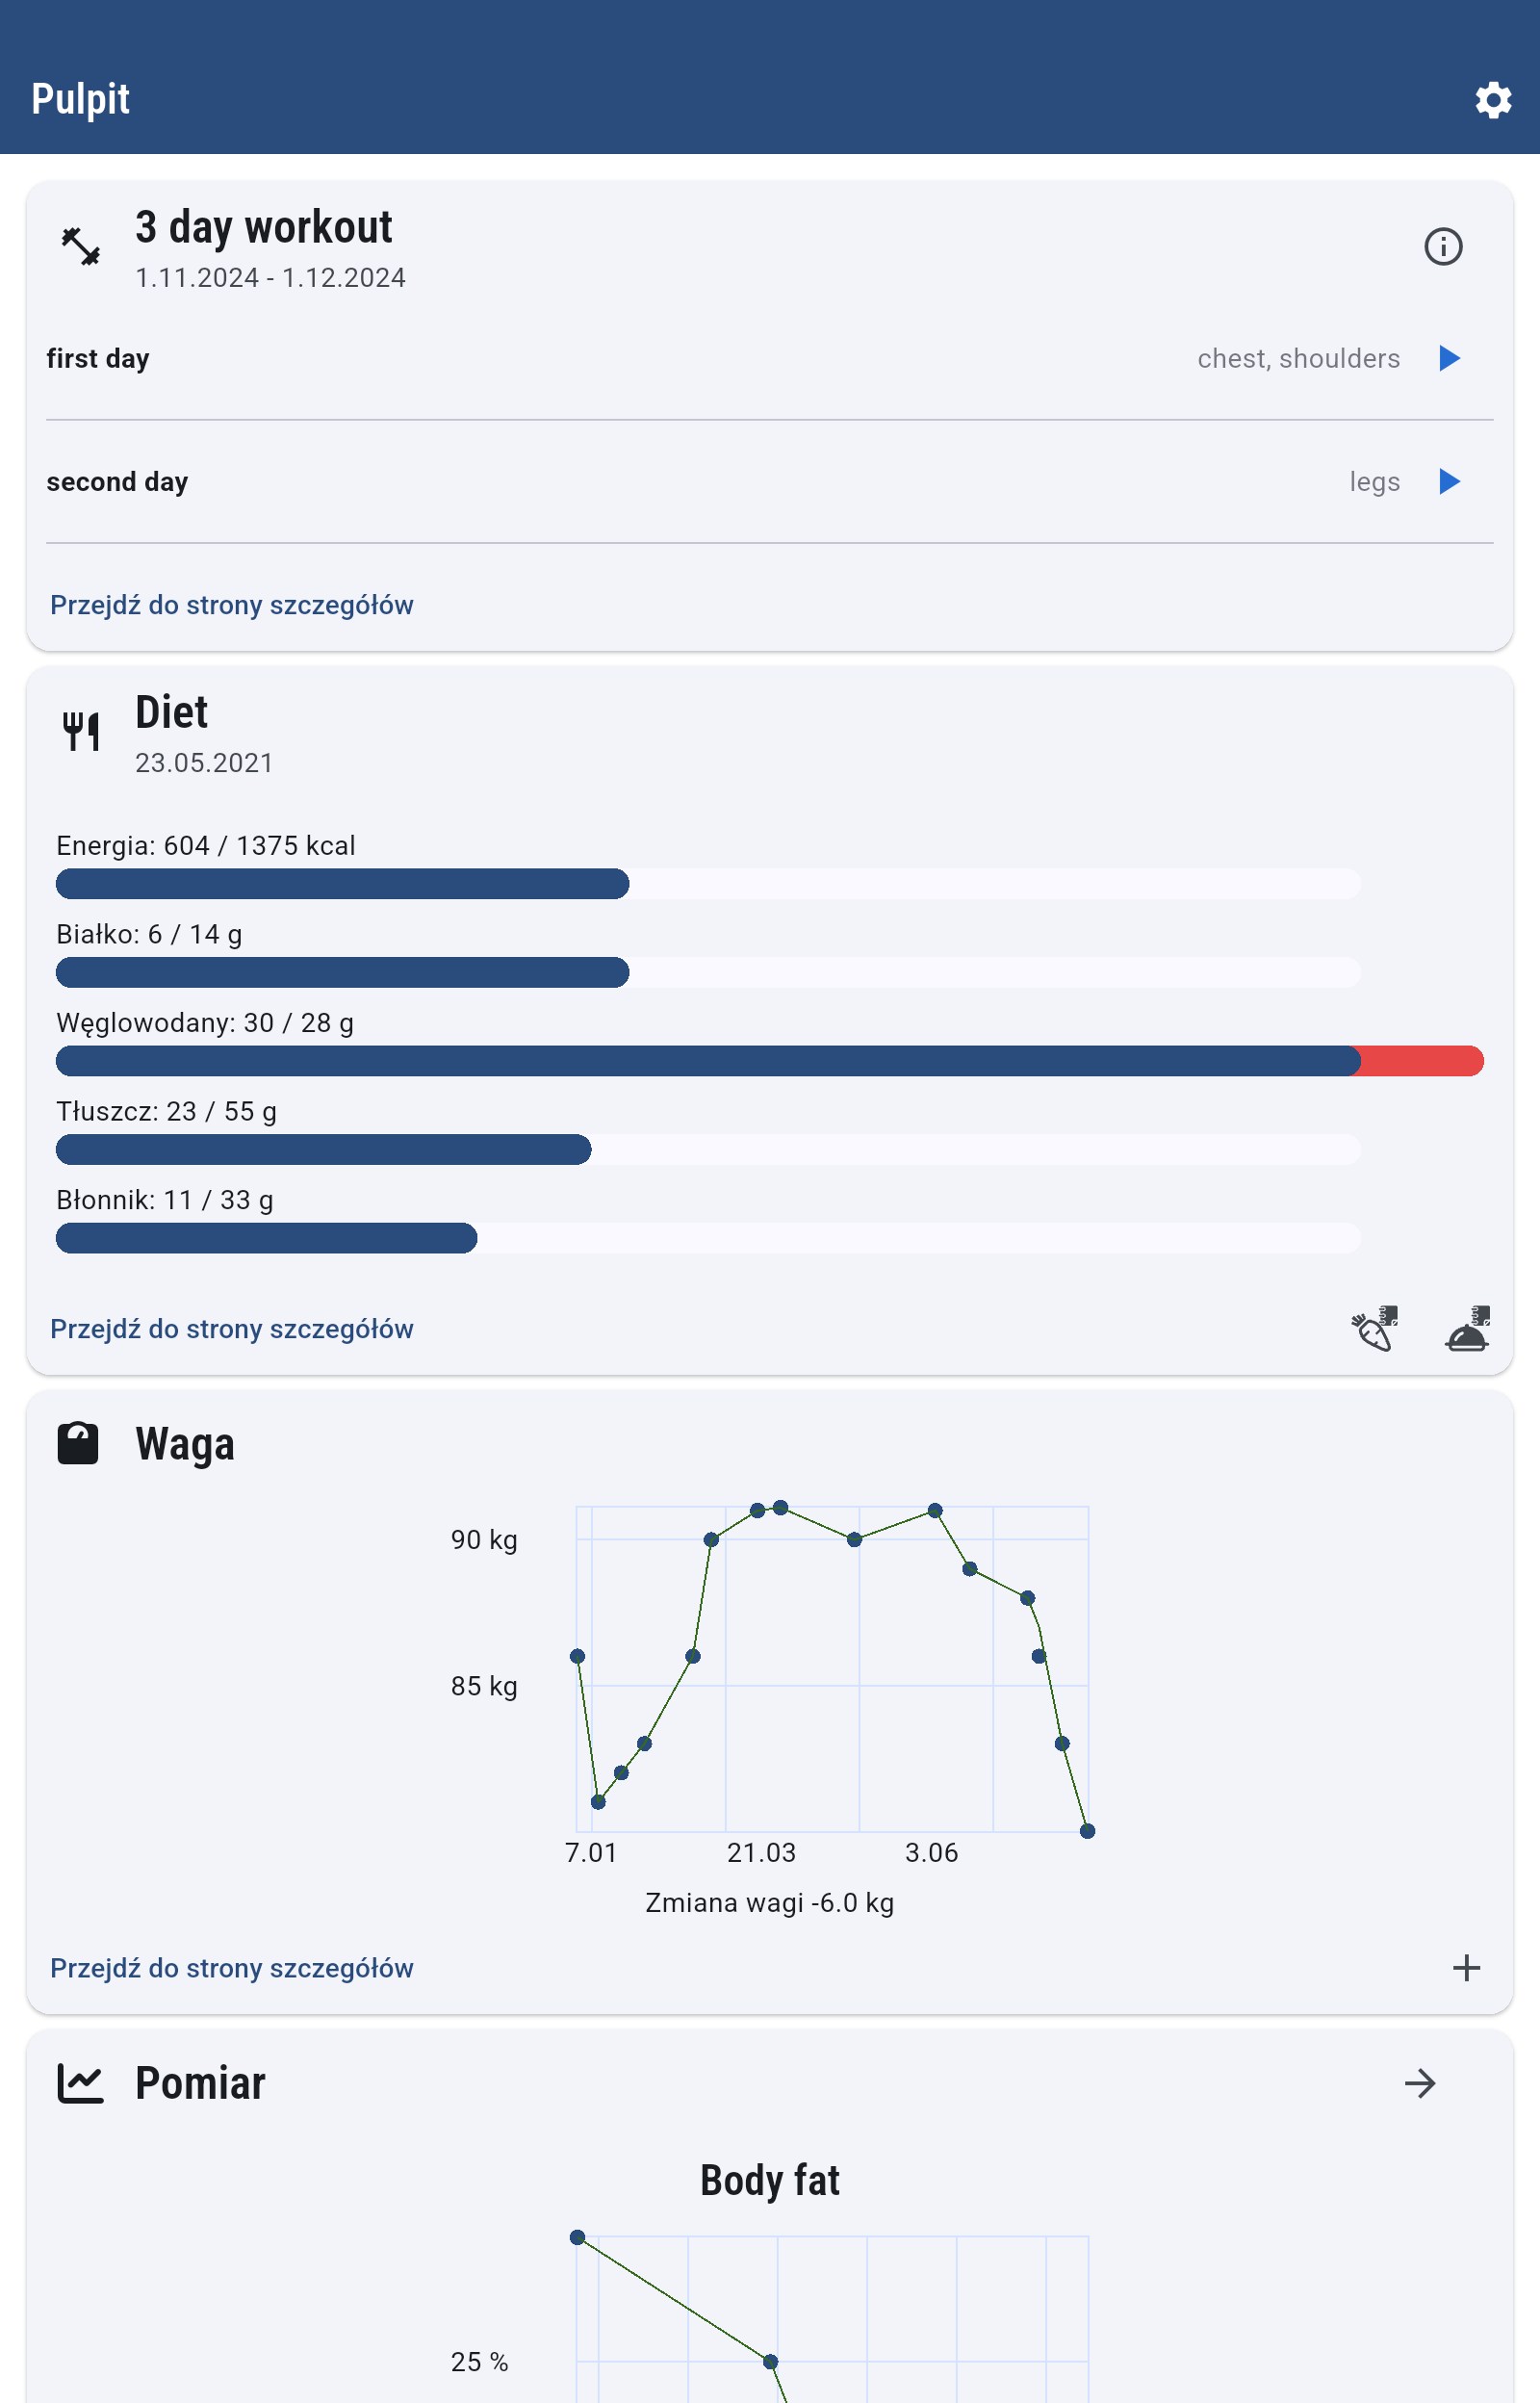 Pulpit
3 day workout
1.11.2024 - 1.12.2024
first day
chest, shoulders
second day
legs
Przejdź do strony szczegółów
Diet
23.05.2021
Energia: 604 / 1375 kcal
Białko: 6 / 14 g
Węglowodany: 30 / 28 g
Tłuszcz: 23 / 55 g
Błonnik: 11 / 33 g
Przejdź do strony szczegółów
Waga
90 kg
85 kg
7.01 21.03 3.06
Zmiana wagi -6.0 kg
Przejdź do strony szczegółów
Pomiar
Body fat
25 %